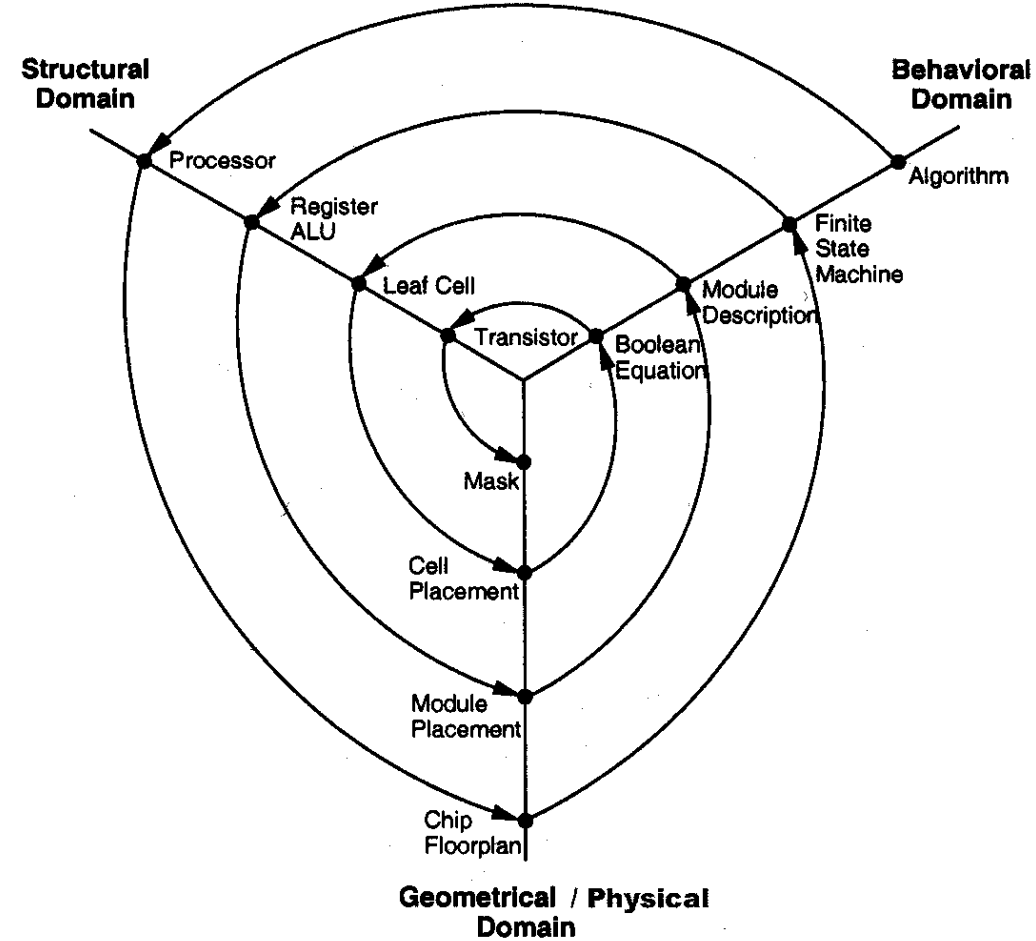 Structural
Domain
Behavioral
Domain
Processor
Algorithm
Register
ALU
Finite
State
Machine
Leaf Cell
Module
Description
Transistor
Boolean
Equation
Mask
Cell
Placement
Module
Placement
Chip
Floorplan
Geometrical / Physical
Domain